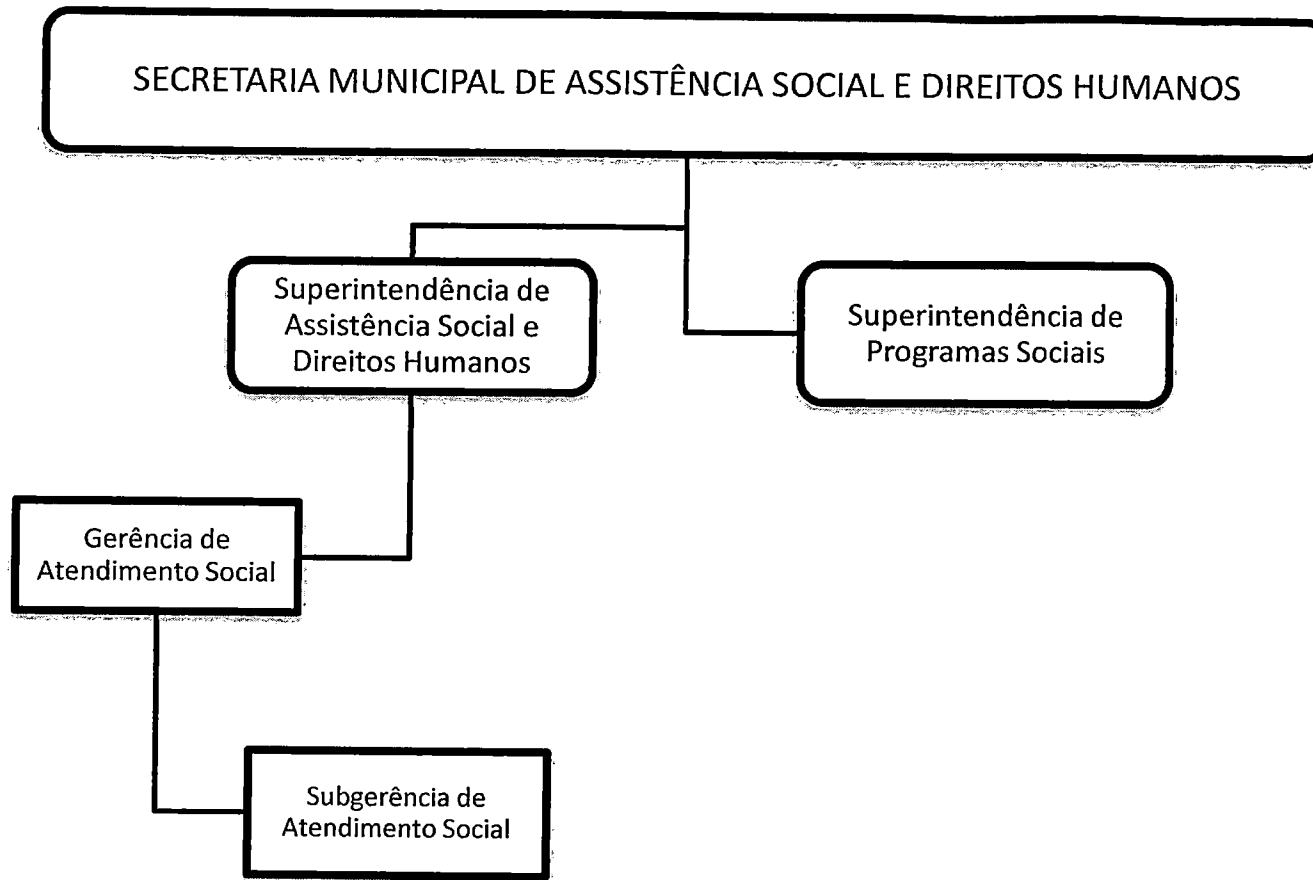 SECRETARIA MUNICIPAL DE ASSISTÊNCIA SOCIAL E DIREITOS HUMANOS
Superintendência de
Assistência Social e
Direitos Humanos
Superintendência de
Programas Sociais
Gerência de
Atendimento Social
Subgerência de
Atendimento Social